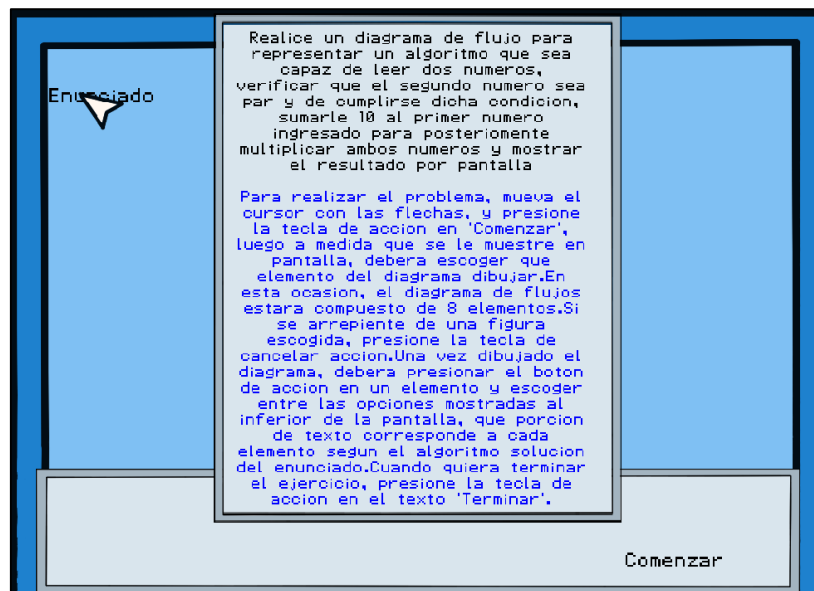 Realice un diagrama de flujo para
representar un algoritmo que sea
capaz de leer dos numeros,
verificar que el segundo numero sea
par y de cumplirse dicha condicion,
sumarle 10 al primer numero
ingresado para posteriomente
multiplicar ambos numeros y mostrar
el resultado por pantalla
Enunciado
Para realizar el problema, mueva el
cursor con las flechas, y presione
la tecla de accion en 'Comenzar',
luego a medida que se le muestre en
pantalla, debera escoger que
elemento del diagrama dibujar.En
esta ocasion, el diagrama de flujos
estara compuesto de 8 elementos.Si
se arrepiente de una figura
escogida, presione la tecla de
cancelar accion.Una vez dibujado el
diagrama, debera presionar el boton
de accion en un elemento y escoger
entre las opciones mostradas al
inferior de la pantalla, que porcion
de texto corresponde a cada
elemento segun el algoritmo solucion
del enunciado.Cuando quiera terminar
el ejercicio, presione la tecla de
accion en el texto 'Terminar'.
Comenzar